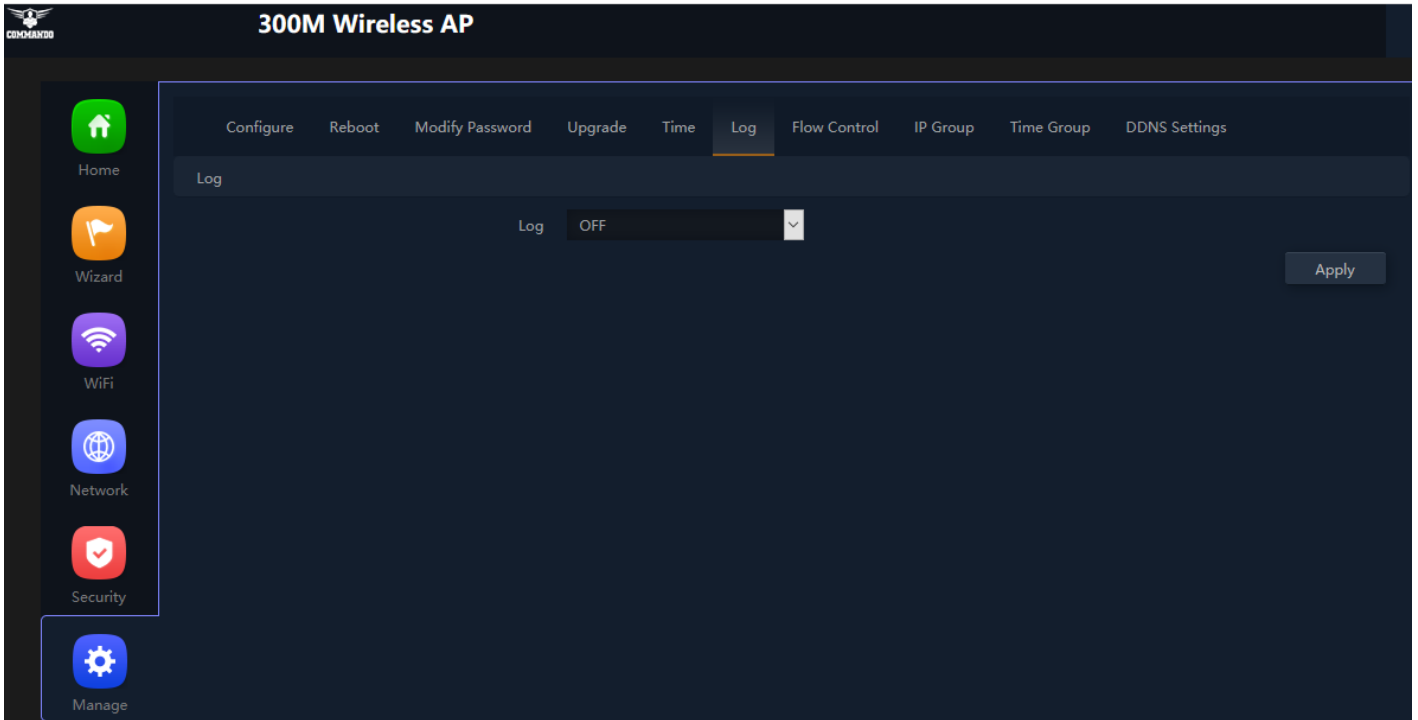 COMMANDO
300M Wireless AP
Configure Reboot Modify Password Upgrade Time Log Flow Control IP Group Time Group DDNS Settings
Home
Log
Log OFF
Wizard
Apply
WiFi
Network
Security
Manage